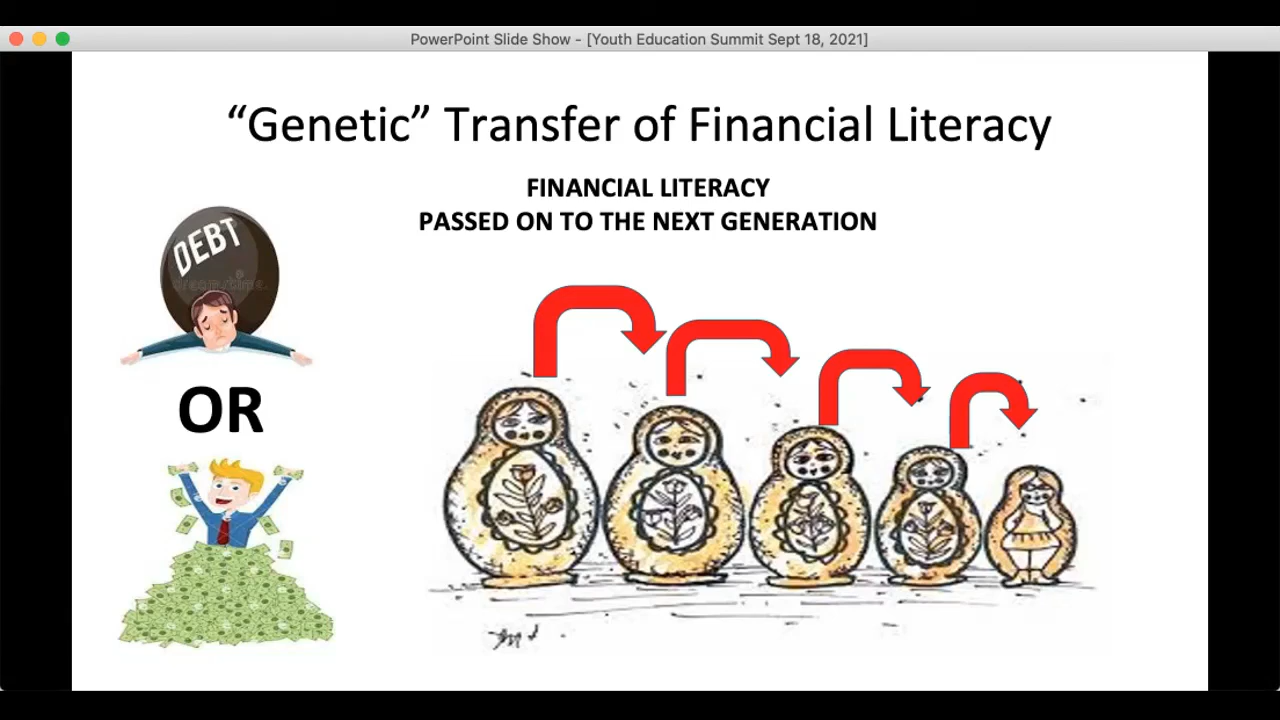 PowerPoint Slide Show - [Youth Education Summit Sept 18, 2021]
“Genetic” Transfer of Financial Literacy
FINANCIAL LITERACY
PASSED ON TO THE NEXT GENERATION
DEBT
dreamstime.
OR